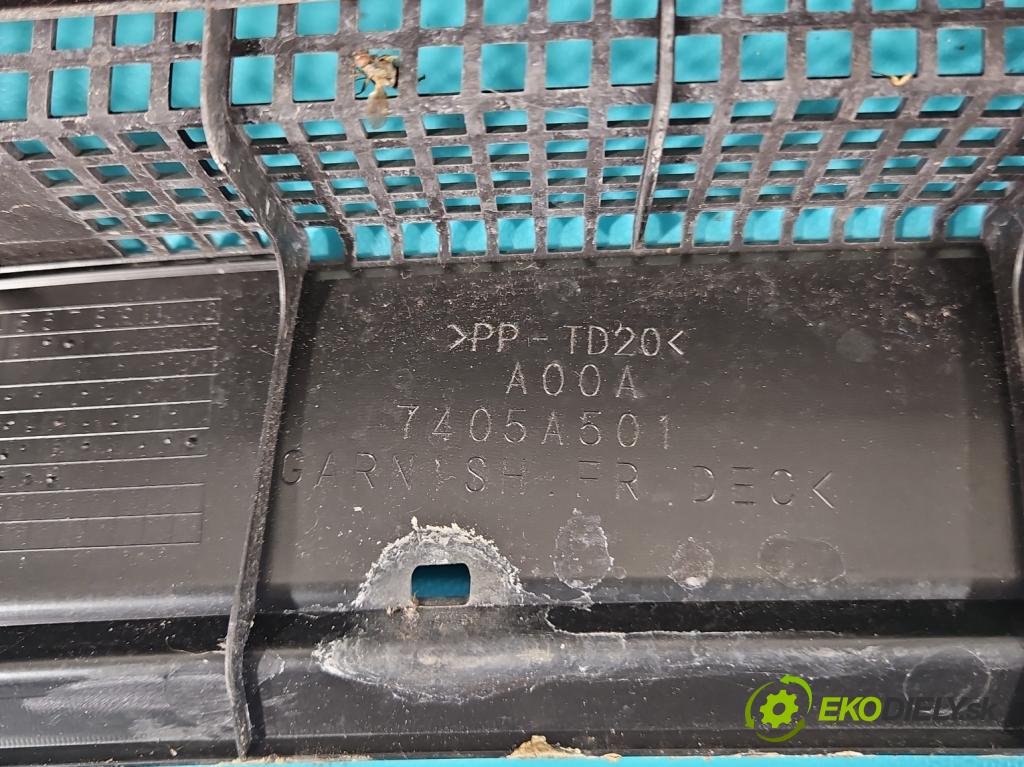 >PP-TD20<
A00A
7405A501
GARNISH.FR DECK
EKODIELY.sk